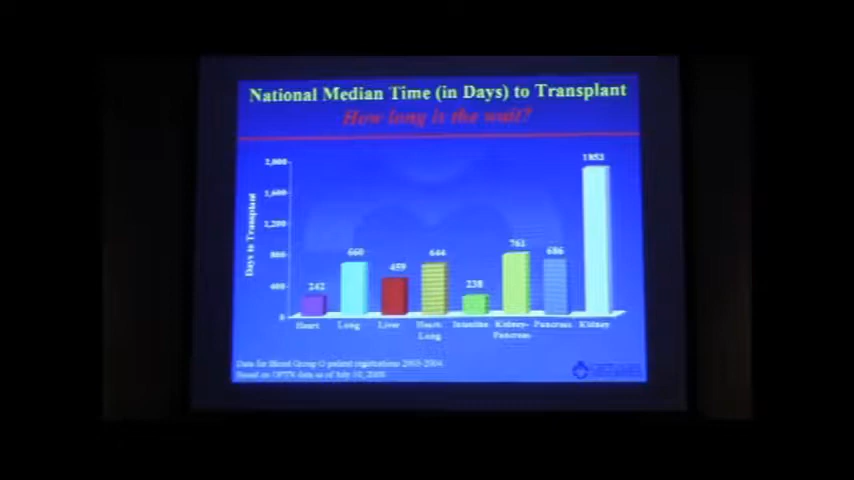 National Median Time (in Days) to Transplant
How long is the wait?
Days to Transplant
2,000
1,600
1,200
800
400
0
242
660
459
644
238
761
686
1853
Heart
Lung
Liver
Heart-
Lung
Intestine
Kidney-
Pancreas
Pancreas
Kidney
Data for Blood Group O patient registrations 2003-2004.
Based on OPTN data as of July 10,